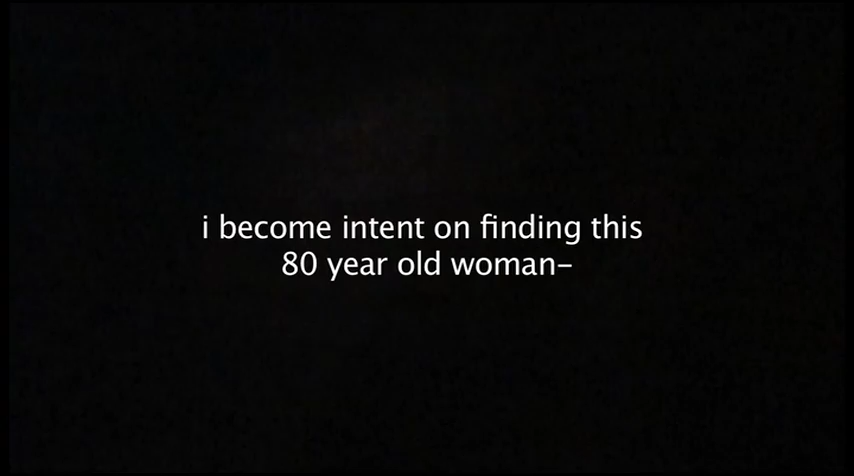 i become intent on finding this
80 year old woman–